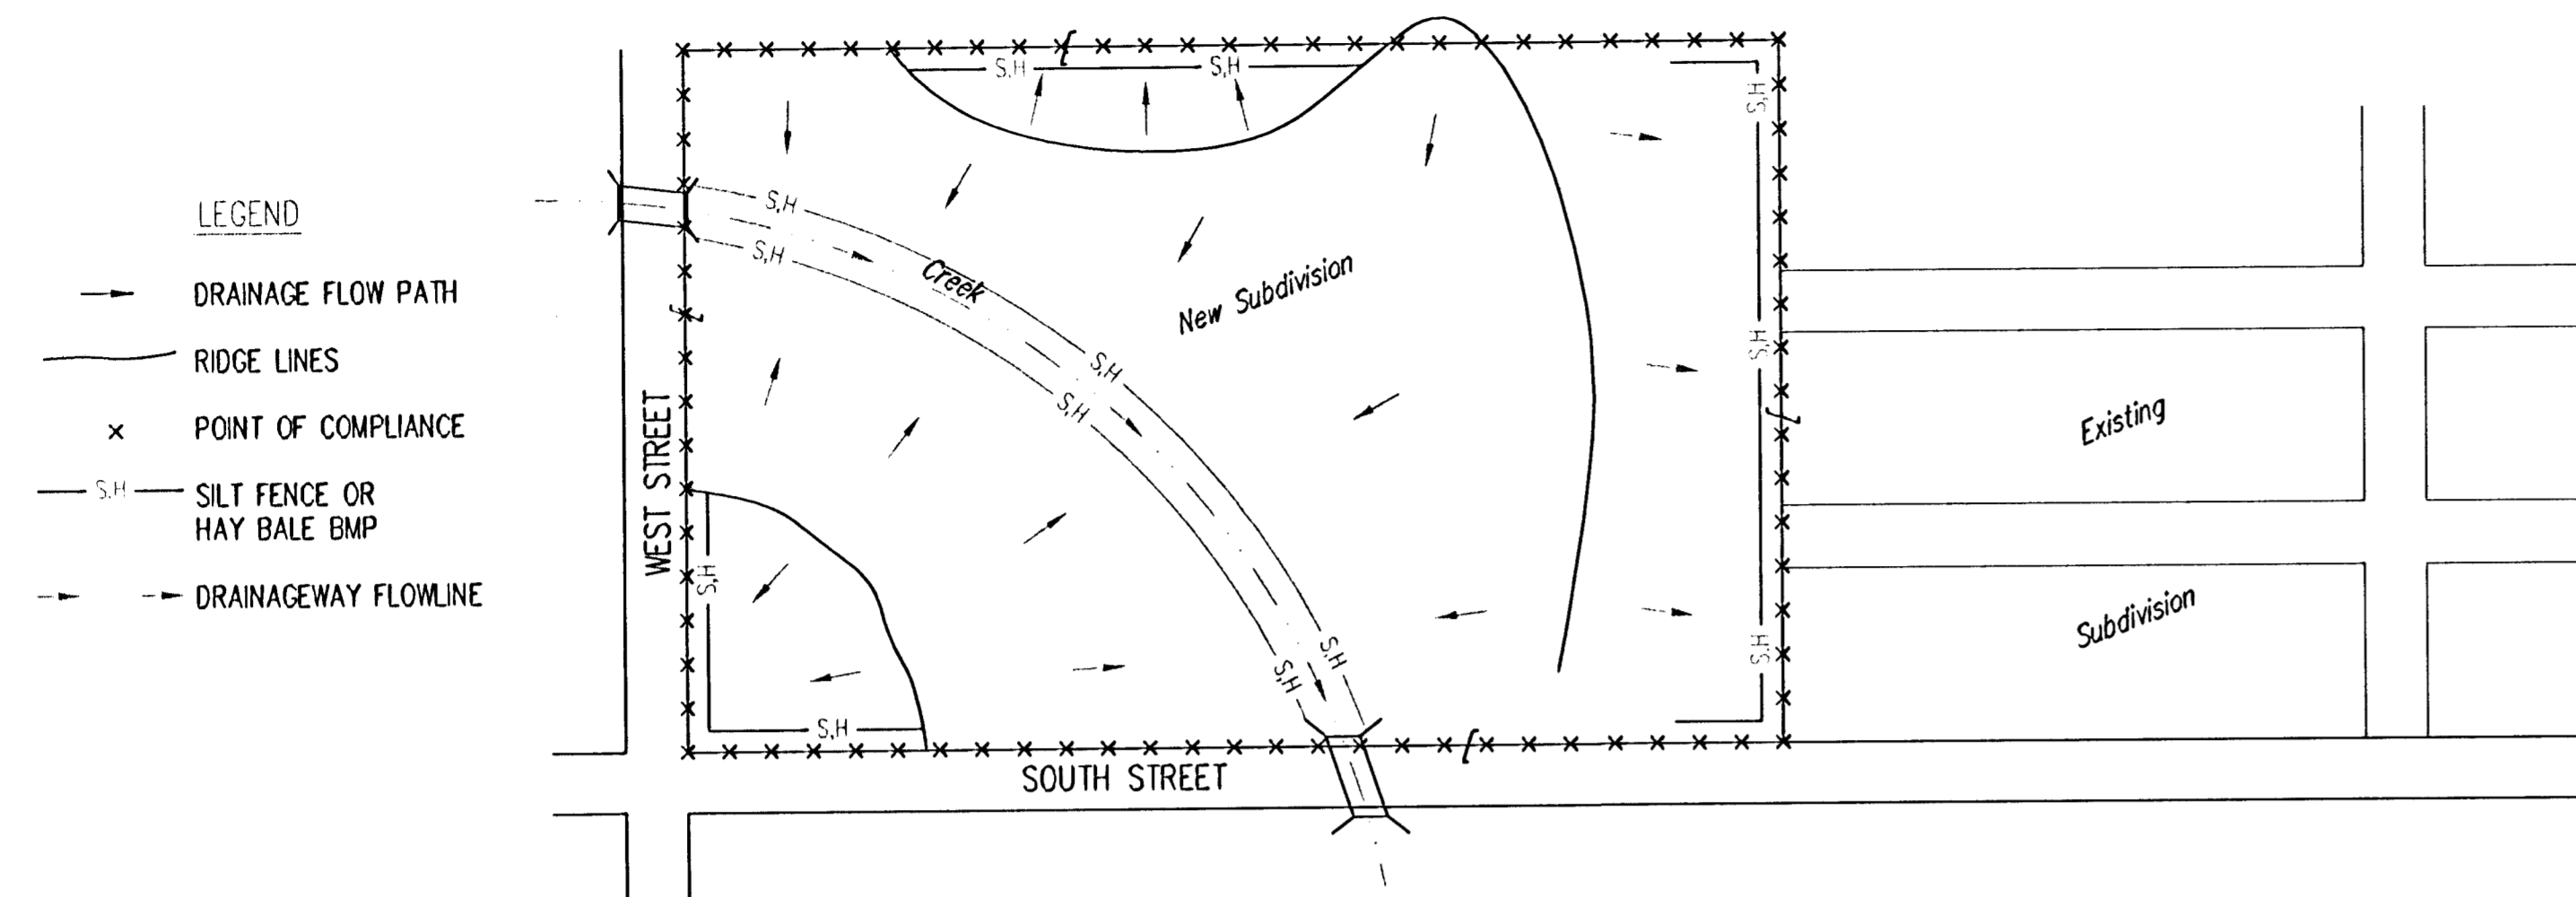 LEGEND
DRAINAGE FLOW PATH
RIDGE LINES
X POINT OF COMPLIANCE
S,H SILT FENCE OR
HAY BALE BMP
DRAINAGEWAY FLOWLINE
S,H
S,H
S,H
S,H
S,H
Creek
New Subdivision
S,H
S,H
S,H
S,H
WEST STREET
S,H
S,H
S,H
S,H
S,H
SOUTH STREET
Existing
Subdivision